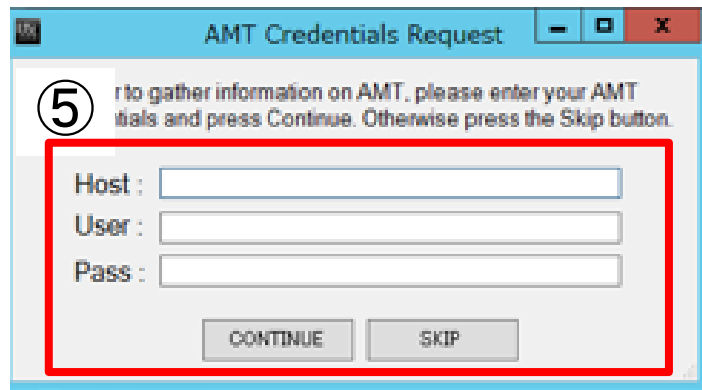 AMT Credentials Request
⑤
to gather information on AMT, please enter your AMT
and press Continue. Otherwise press the Skip button.
Host :
User :
Pass :
CONTINUE SKIP